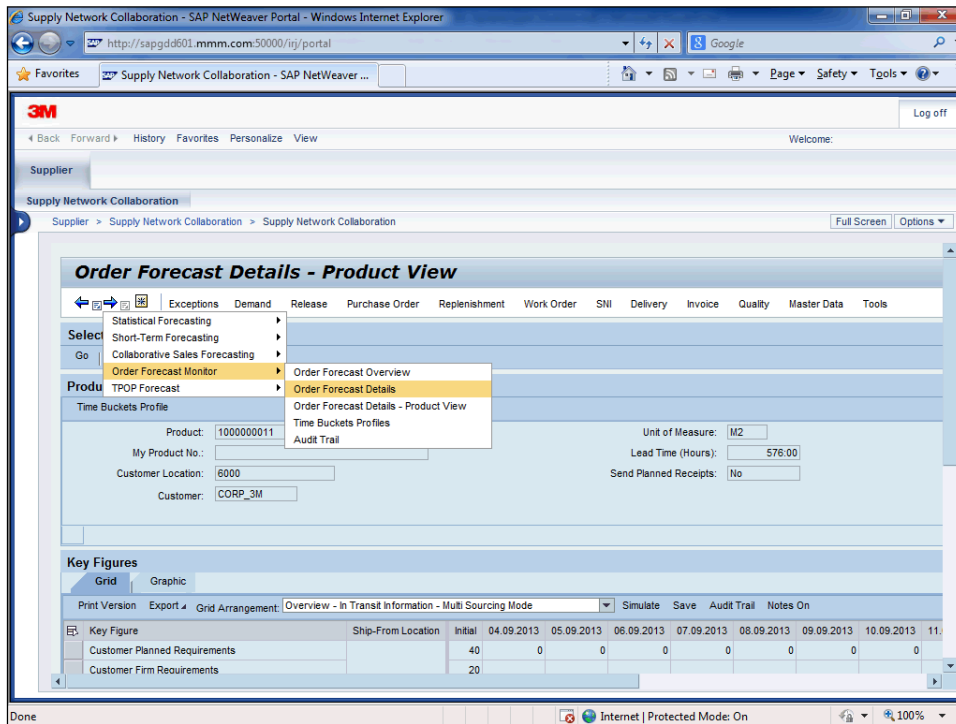 Supply Network Collaboration - SAP NetWeaver Portal - Windows Internet Explorer
http://sapgdd601.mmm.com:50000/irj/portal
Google
Favorites
Supply Network Collaboration - SAP NetWeaver ...
Page Safety Tools
3M
Log off
Back Forward History Favorites Personalize View
Welcome:
Supplier
Supply Network Collaboration
Supplier > Supply Network Collaboration > Supply Network Collaboration
Full Screen Options
Order Forecast Details - Product View
Exceptions Demand Release Purchase Order Replenishment Work Order SNI Delivery Invoice Quality Master Data Tools
Statistical Forecasting
Selec
Short-Term Forecasting
Go
Collaborative Sales Forecasting
Order Forecast Monitor
Order Forecast Overview
Produ
TPOP Forecast
Order Forecast Details
Time Buckets Profile
Order Forecast Details - Product View
Time Buckets Profiles
Audit Trail
Product: 1000000011
Unit of Measure: M2
My Product No.:
Lead Time (Hours): 576:00
Customer Location: 6000
Send Planned Receipts: No
Customer: CORP_3M
Key Figures
Grid Graphic
Print Version Export Grid Arrangement: Overview - In Transit Information - Multi Sourcing Mode Simulate Save Audit Trail Notes On
Key Figure Ship-From Location Initial 04.09.2013 05.09.2013 06.09.2013 07.09.2013 08.09.2013 09.09.2013 10.09.2013 11.
Customer Planned Requirements 40 0 0 0 0 0 0 0
Customer Firm Requirements 20
Done
Internet | Protected Mode: On
100%